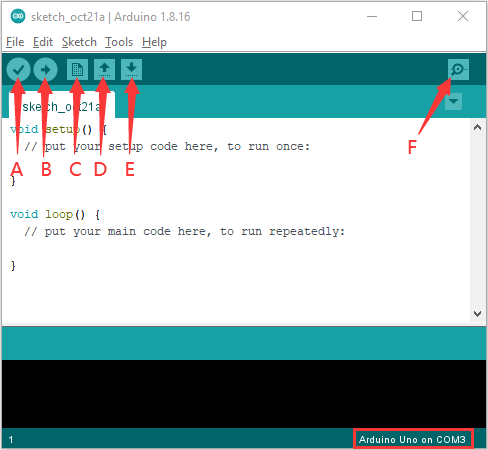 sketch_oct21a | Arduino 1.8.16
File Edit Sketch Tools Help
sketch_oct21a
void setup() {
// put your setup code here, to run once:
A B C D E F
}
void loop() {
// put your main code here, to run repeatedly:
}
1 Arduino Uno on COM3